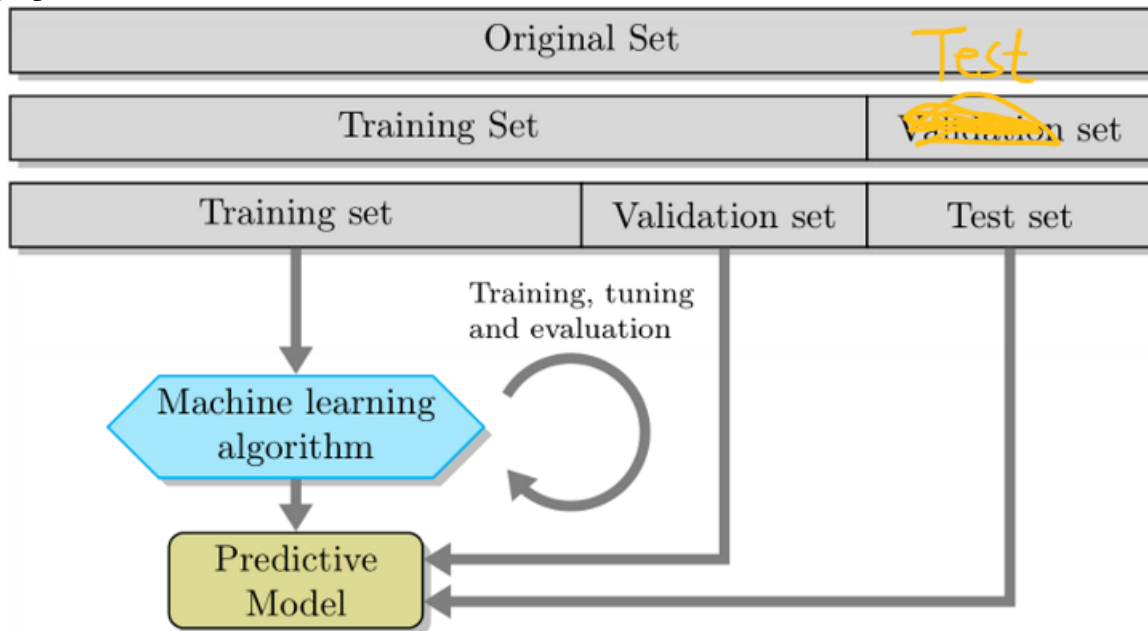 Original Set
Test
Training Set
Validation set
Training set
Validation set
Test set
Training, tuning
and evaluation
Machine learning
algorithm
Predictive
Model